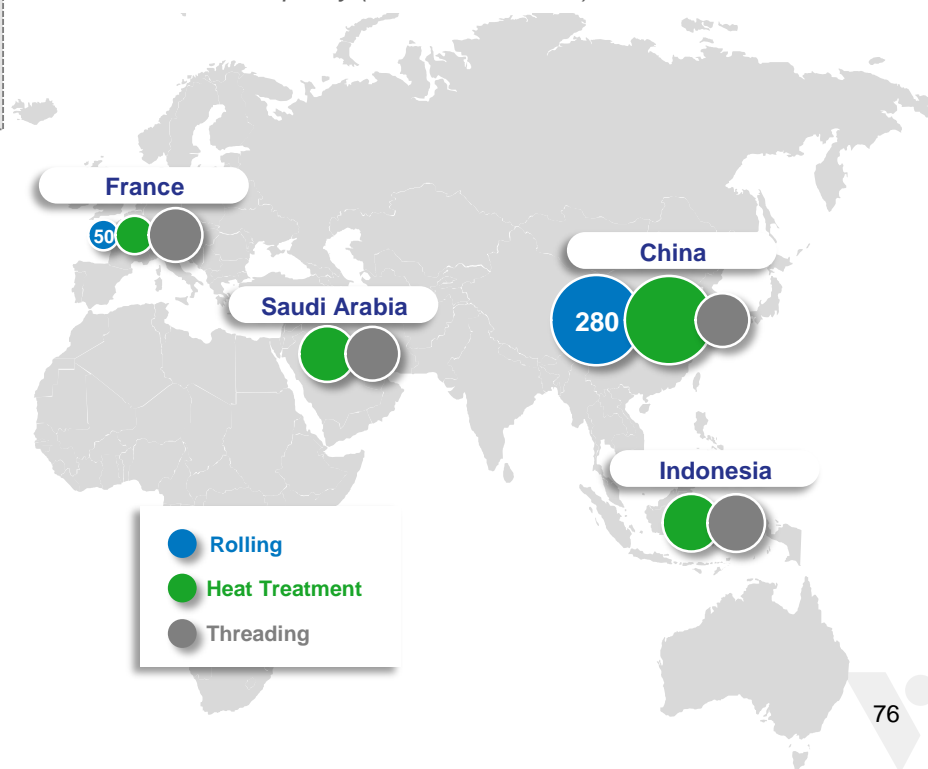 France
50
China
Saudi Arabia
280
Indonesia
Rolling
Heat Treatment
Threading
76